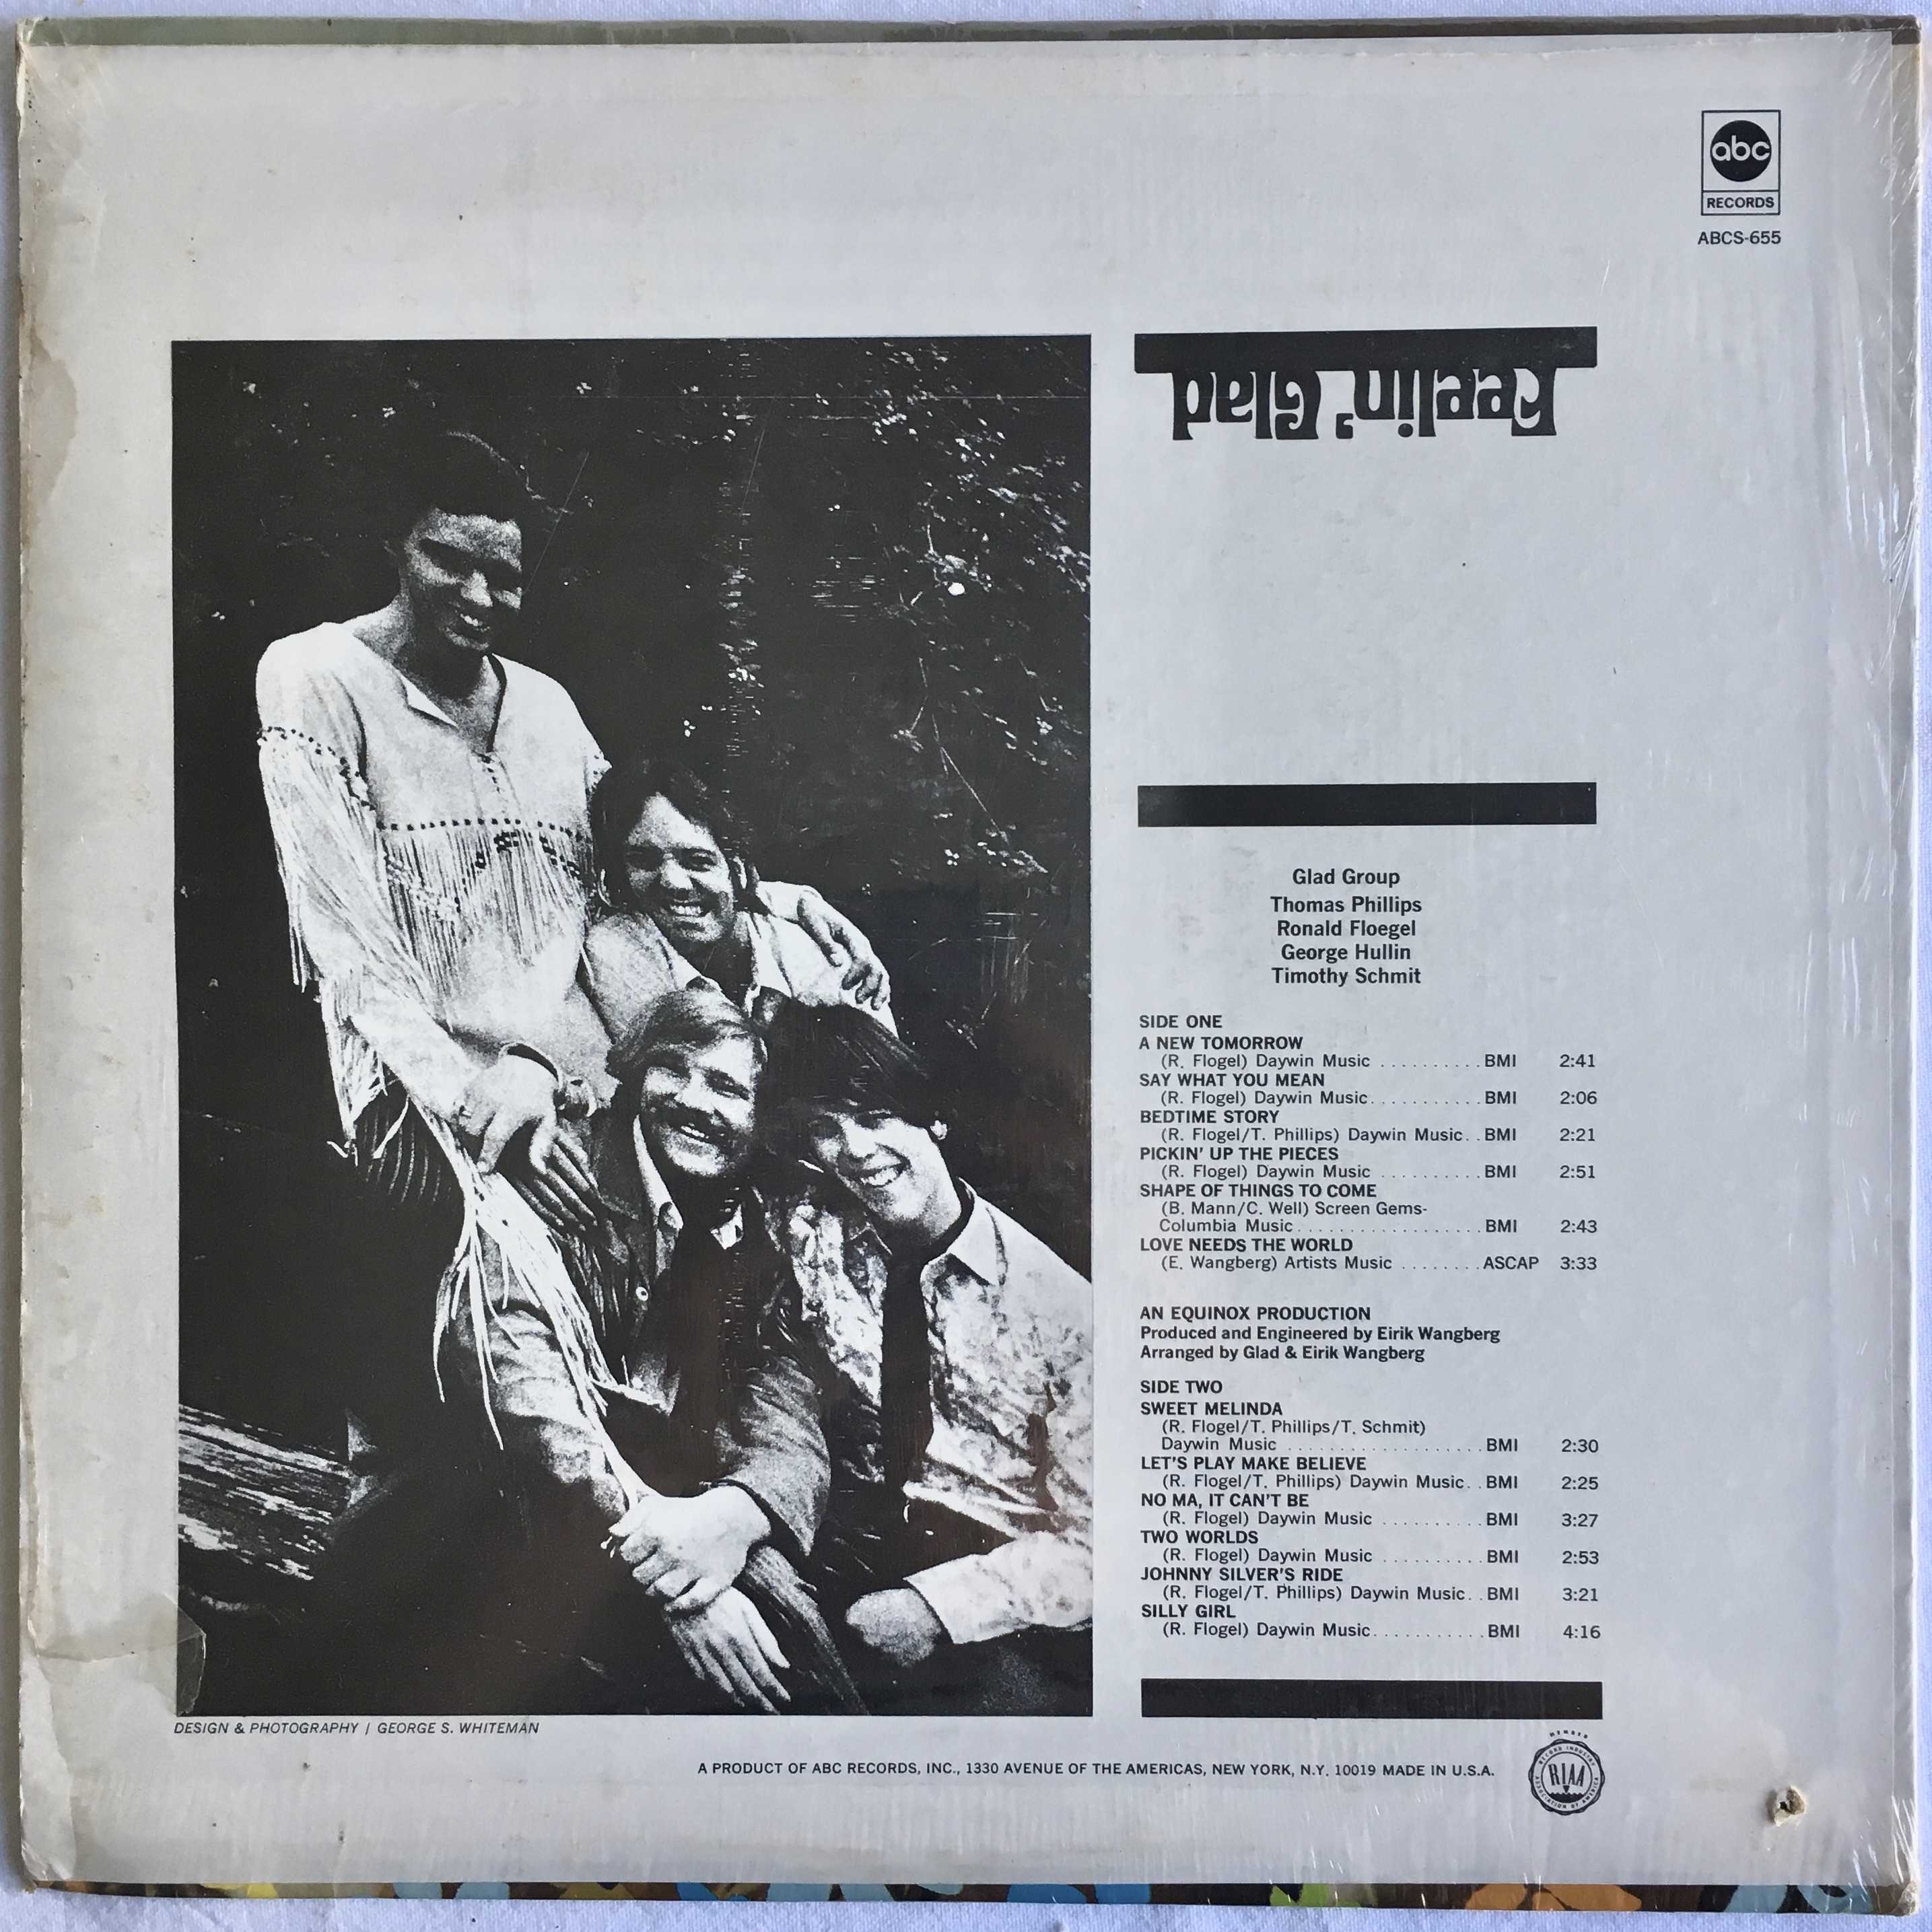 abc
RECORDS
ABCS-655
Feelin' Glad
Glad Group
Thomas Phillips
Ronald Floegel
George Hullin
Timothy Schmit
SIDE ONE
A NEW TOMORROW
(R. Flogel) Daywin Music .......... BMI 2:41
SAY WHAT YOU MEAN
(R. Flogel) Daywin Music........... BMI 2:06
BEDTIME STORY
(R. Flogel/T. Phillips) Daywin Music.. BMI 2:21
PICKIN' UP THE PIECES
(R. Flogel) Daywin Music .......... BMI 2:51
SHAPE OF THINGS TO COME
(B. Mann/C. Well) Screen Gems-
Columbia Music.................. BMI 2:43
LOVE NEEDS THE WORLD
(E. Wangberg) Artists Music ........ ASCAP 3:33
AN EQUINOX PRODUCTION
Produced and Engineered by Eirik Wangberg
Arranged by Glad & Eirik Wangberg
SIDE TWO
SWEET MELINDA
(R. Flogel/T. Phillips/T. Schmit)
Daywin Music ................... BMI 2:30
LET'S PLAY MAKE BELIEVE
(R. Flogel/T. Phillips) Daywin Music.. BMI 2:25
NO MA, IT CAN'T BE
(R. Flogel) Daywin Music .......... BMI 3:27
TWO WORLDS
(R. Flogel) Daywin Music .......... BMI 2:53
JOHNNY SILVER'S RIDE
(R. Flogel/T. Phillips) Daywin Music.. BMI 3:21
SILLY GIRL
(R. Flogel) Daywin Music........... BMI 4:16
DESIGN & PHOTOGRAPHY / GEORGE S. WHITEMAN
A PRODUCT OF ABC RECORDS, INC., 1330 AVENUE OF THE AMERICAS, NEW YORK, N.Y. 10019 MADE IN U.S.A.
MEMBER
RECORD INDUSTRY
RIAA
ASSOCIATION OF AMERICA